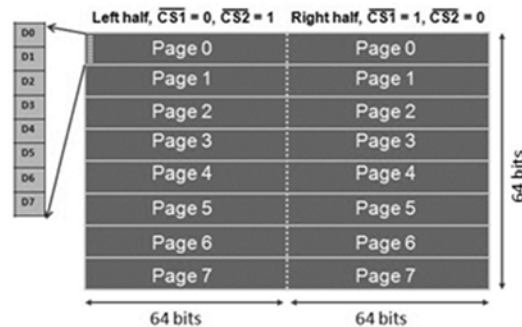 Left half, CS1 = 0, CS2 = 1
Right half, CS1 = 1, CS2 = 0
D0
D1
D2
D3
D4
D5
D6
D7
Page 0 Page 0
Page 1 Page 1
Page 2 Page 2
Page 3 Page 3
Page 4 Page 4
Page 5 Page 5
Page 6 Page 6
Page 7 Page 7
64 bits
64 bits 64 bits